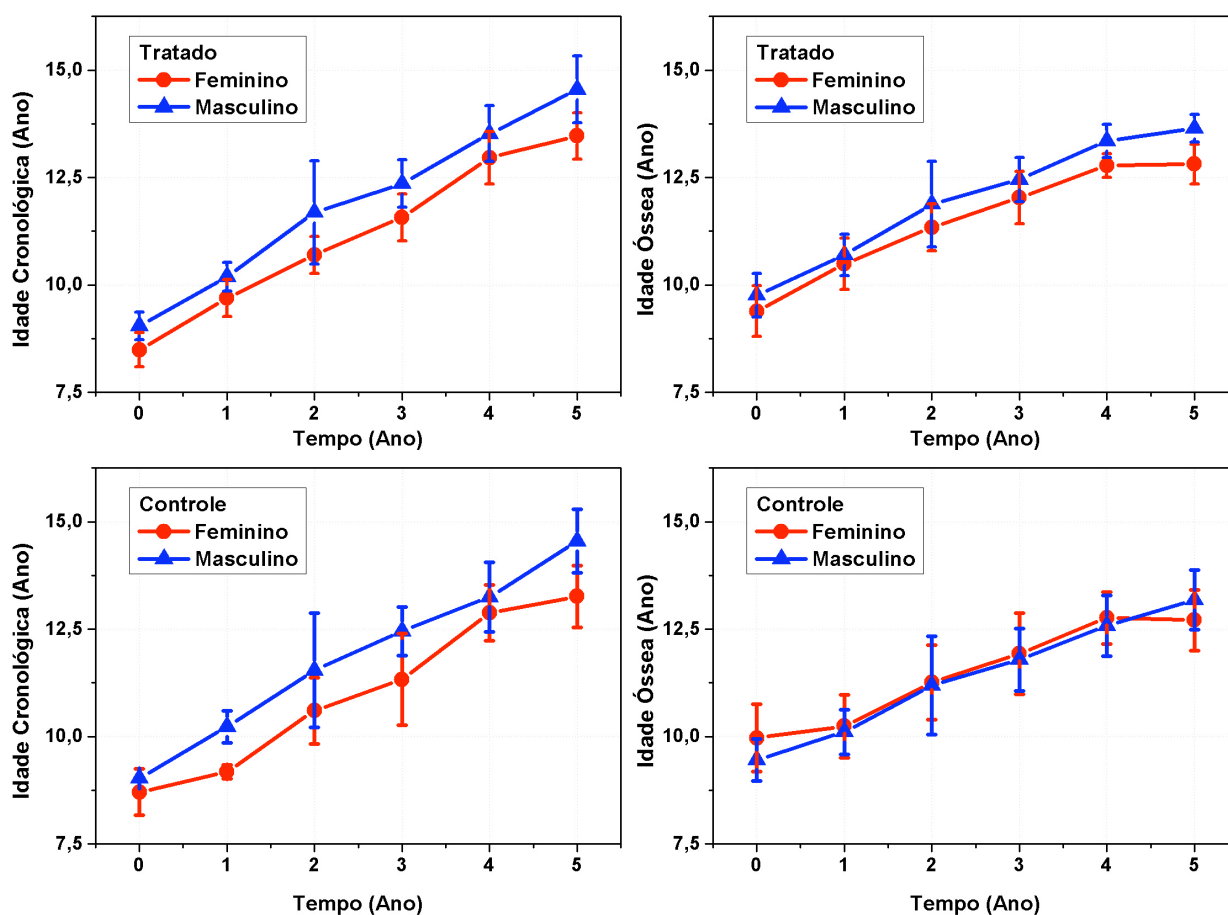 Tratado
Feminino
Masculino
15,0
12,5
10,0
7,5
Idade Cronológica (Ano)
0 1 2 3 4 5
Tempo (Ano)
Tratado
Feminino
Masculino
15,0
12,5
10,0
7,5
Idade Óssea (Ano)
0 1 2 3 4 5
Tempo (Ano)
Controle
Feminino
Masculino
15,0
12,5
10,0
7,5
Idade Cronológica (Ano)
0 1 2 3 4 5
Tempo (Ano)
Controle
Feminino
Masculino
15,0
12,5
10,0
7,5
Idade Óssea (Ano)
0 1 2 3 4 5
Tempo (Ano)